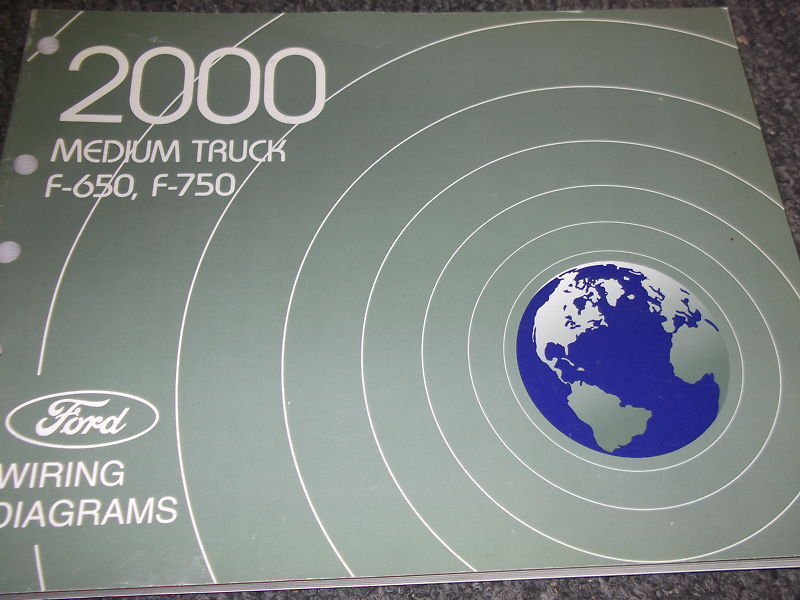 2000
MEDIUM TRUCK
F-650, F-750
Ford
WIRING
DIAGRAMS